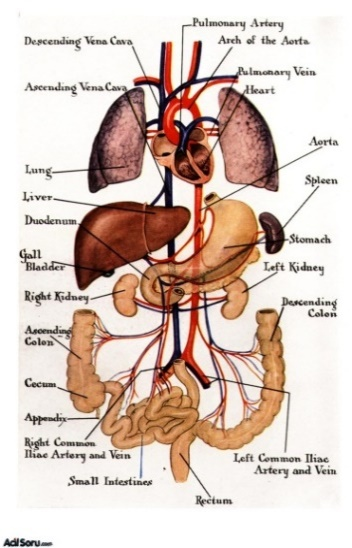 Pulmonary Artery
Descending Vena Cava
Arch of the Aorta
Pulmonary Vein
Ascending Vena Cava
Heart
Aorta
Lung
Spleen
Liver
Duodenum
Stomach
Gall
Bladder
Left Kidney
Right Kidney
Descending
Colon
Ascending
Colon
Cecum
Appendix
Right Common
Iliac Artery and Vein
Left Common Iliac
Artery and Vein
Small Intestines
Rectum
AcilSoru.com